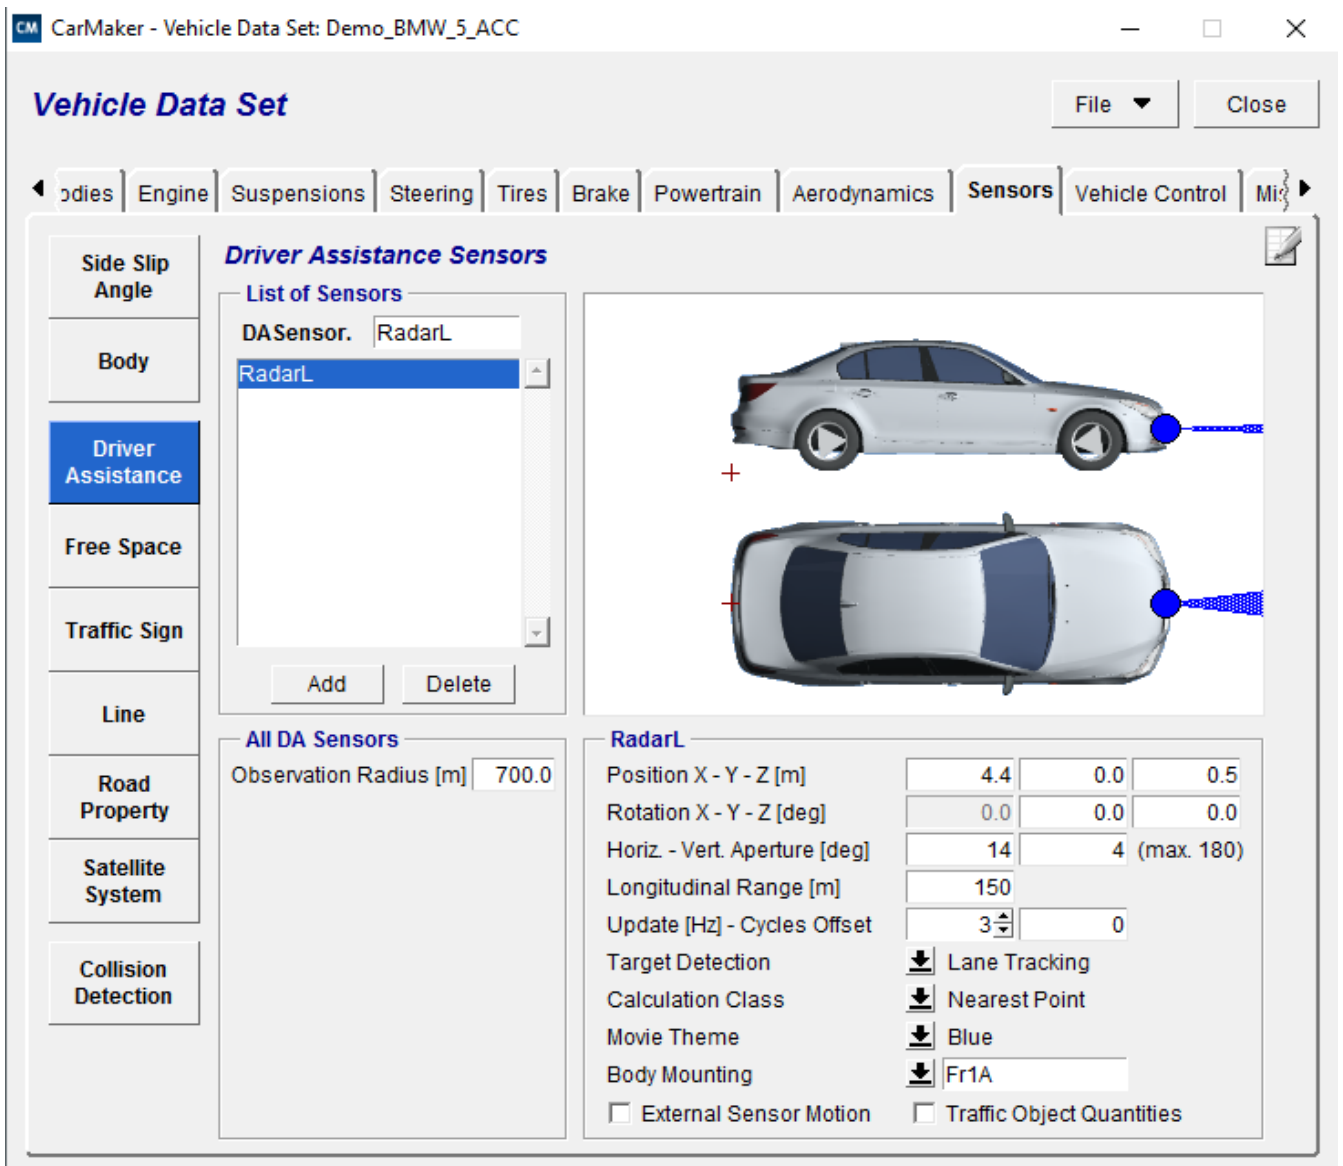 CM CarMaker - Vehicle Data Set: Demo_BMW_5_ACC
Vehicle Data Set
File
Close
odies Engine Suspensions Steering Tires Brake Powertrain Aerodynamics Sensors Vehicle Control Mis
Side Slip
Angle
Body
Driver
Assistance
Free Space
Traffic Sign
Line
Road
Property
Satellite
System
Collision
Detection
Driver Assistance Sensors
List of Sensors
DASensor. RadarL
RadarL
Add Delete
All DA Sensors
Observation Radius [m] 700.0
RadarL
Position X - Y - Z [m] 4.4 0.0 0.5
Rotation X - Y - Z [deg] 0.0 0.0 0.0
Horiz. - Vert. Aperture [deg] 14 4 (max. 180)
Longitudinal Range [m] 150
Update [Hz] - Cycles Offset 3 0
Target Detection Lane Tracking
Calculation Class Nearest Point
Movie Theme Blue
Body Mounting Fr1A
External Sensor Motion Traffic Object Quantities